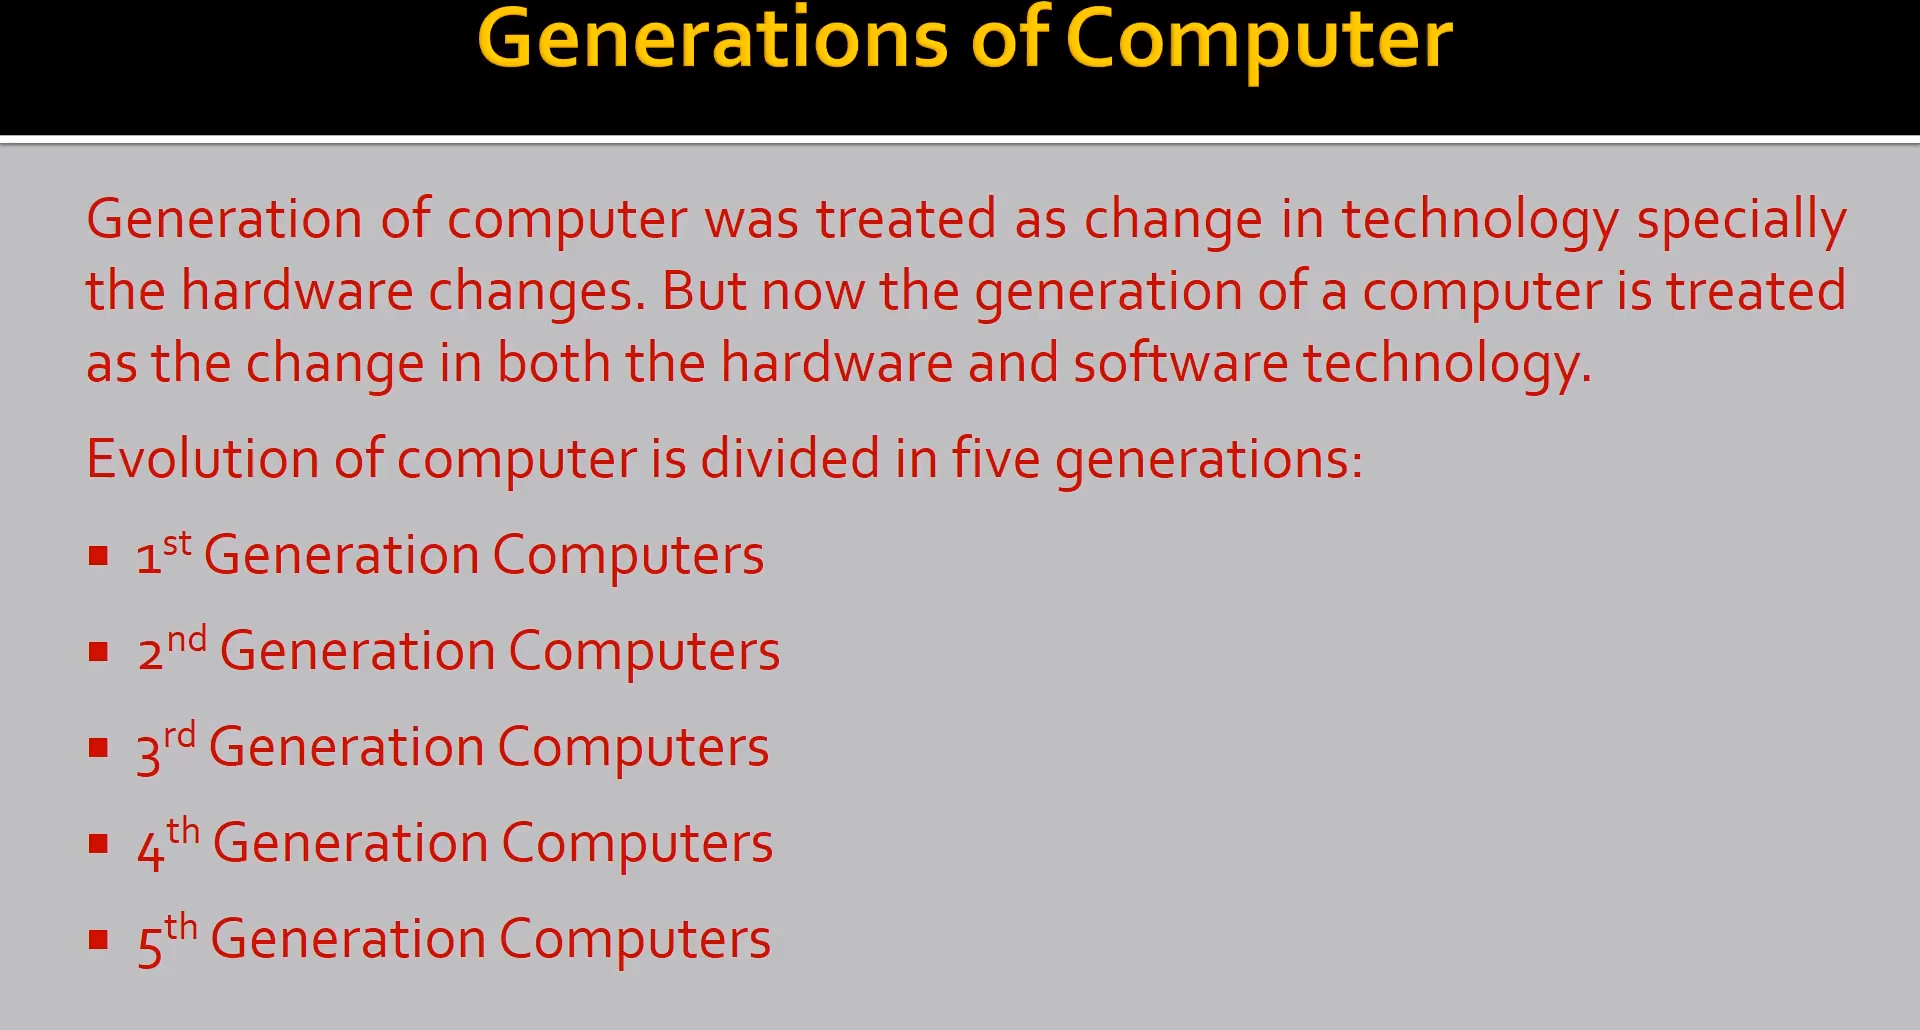 Generations of Computer
Generation of computer was treated as change in technology specially
the hardware changes. But now the generation of a computer is treated
as the change in both the hardware and software technology.
Evolution of computer is divided in five generations:
▪ 1st Generation Computers
▪ 2nd Generation Computers
▪ 3rd Generation Computers
▪ 4th Generation Computers
▪ 5th Generation Computers